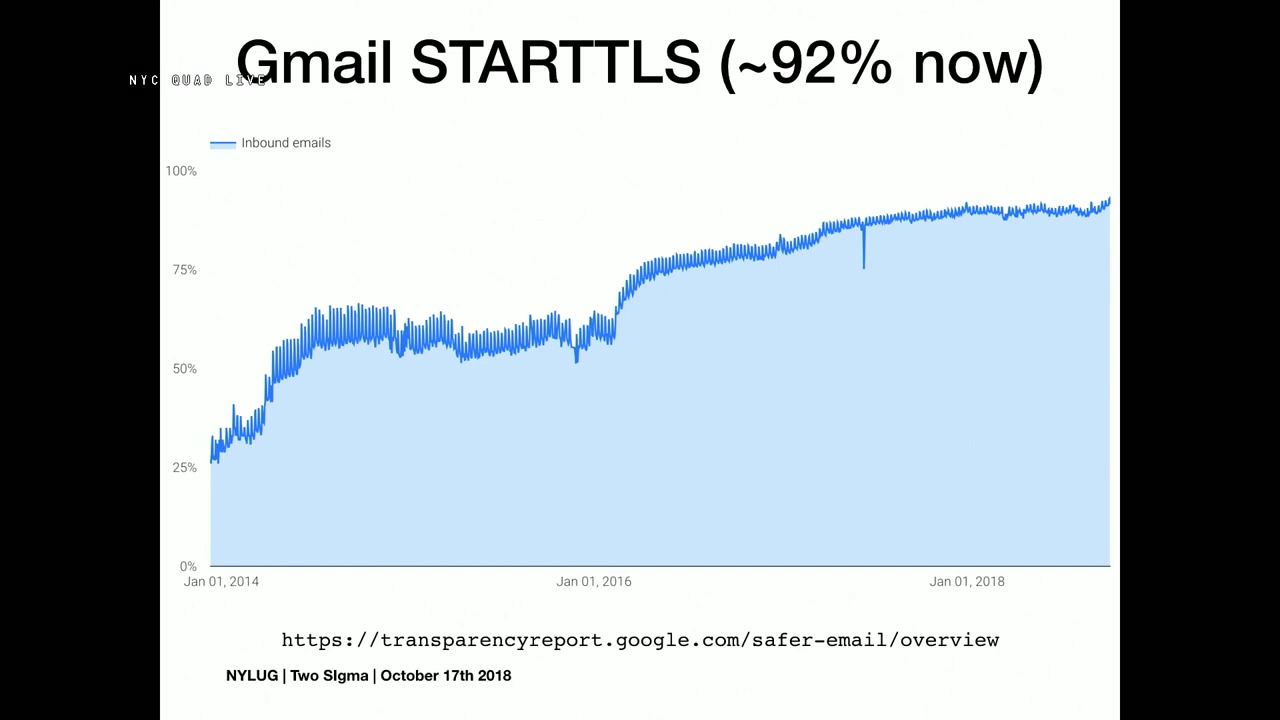 Gmail STARTTLS (~92% now)
NYC QUAD LIVE
Inbound emails
100%
75%
50%
25%
0%
Jan 01, 2014
Jan 01, 2016
Jan 01, 2018
https://transparencyreport.google.com/safer-email/overview
NYLUG | Two SIgma | October 17th 2018